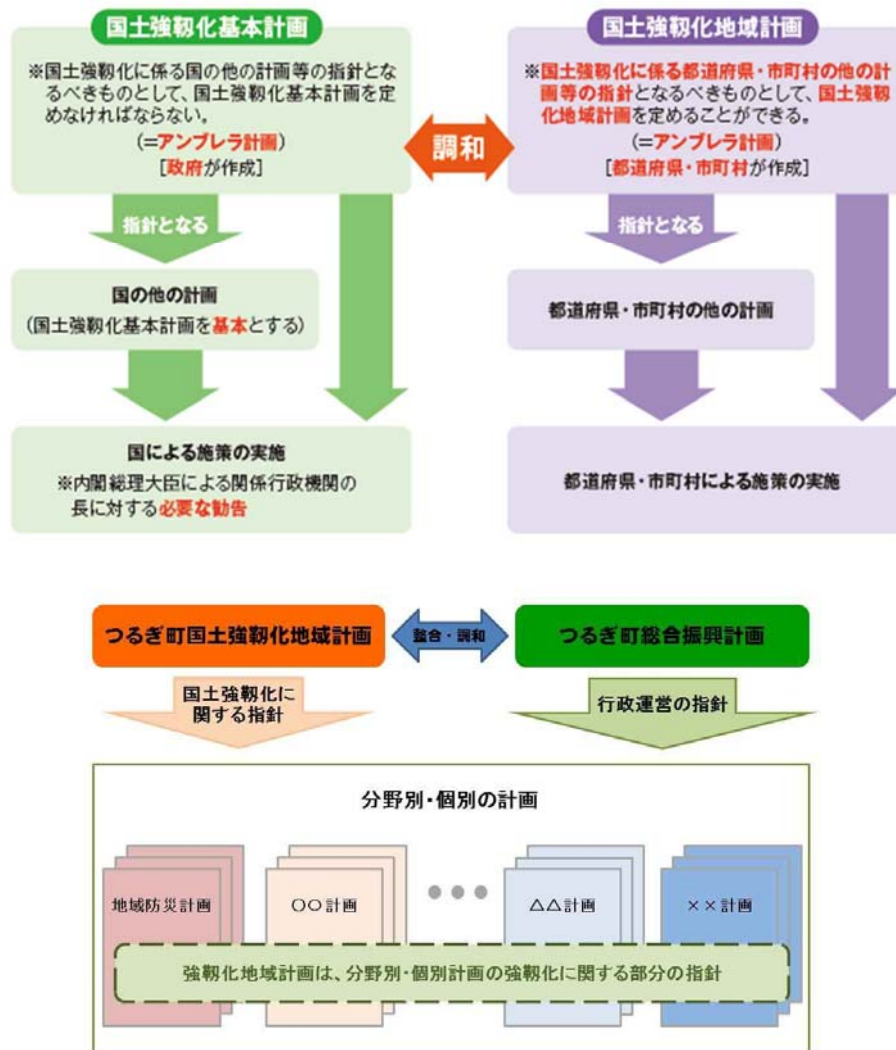 国土強靱化基本計画
※国土強靱化に係る国の他の計画等の指針とな
るべきものとして、国土強靱化基本計画を定
めなければならない。
(=アンブレラ計画)
[政府が作成]
調和
国土強靱化地域計画
※国土強靱化に係る都道府県・市町村の他の計
画等の指針となるべきものとして、国土強靱
化地域計画を定めることができる。
(=アンブレラ計画)
[都道府県・市町村が作成]
指針となる
指針となる
国の他の計画
(国土強靱化基本計画を基本とする)
都道府県・市町村の他の計画
国による施策の実施
※内閣総理大臣による関係行政機関の
長に対する必要な勧告
都道府県・市町村による施策の実施
つるぎ町国土強靱化地域計画
整合・調和
つるぎ町総合振興計画
国土強靱化に
関する指針
行政運営の指針
分野別・個別の計画
地域防災計画
〇〇計画
●●●
△△計画
××計画
強靱化地域計画は、分野別・個別計画の強靱化に関する部分の指針